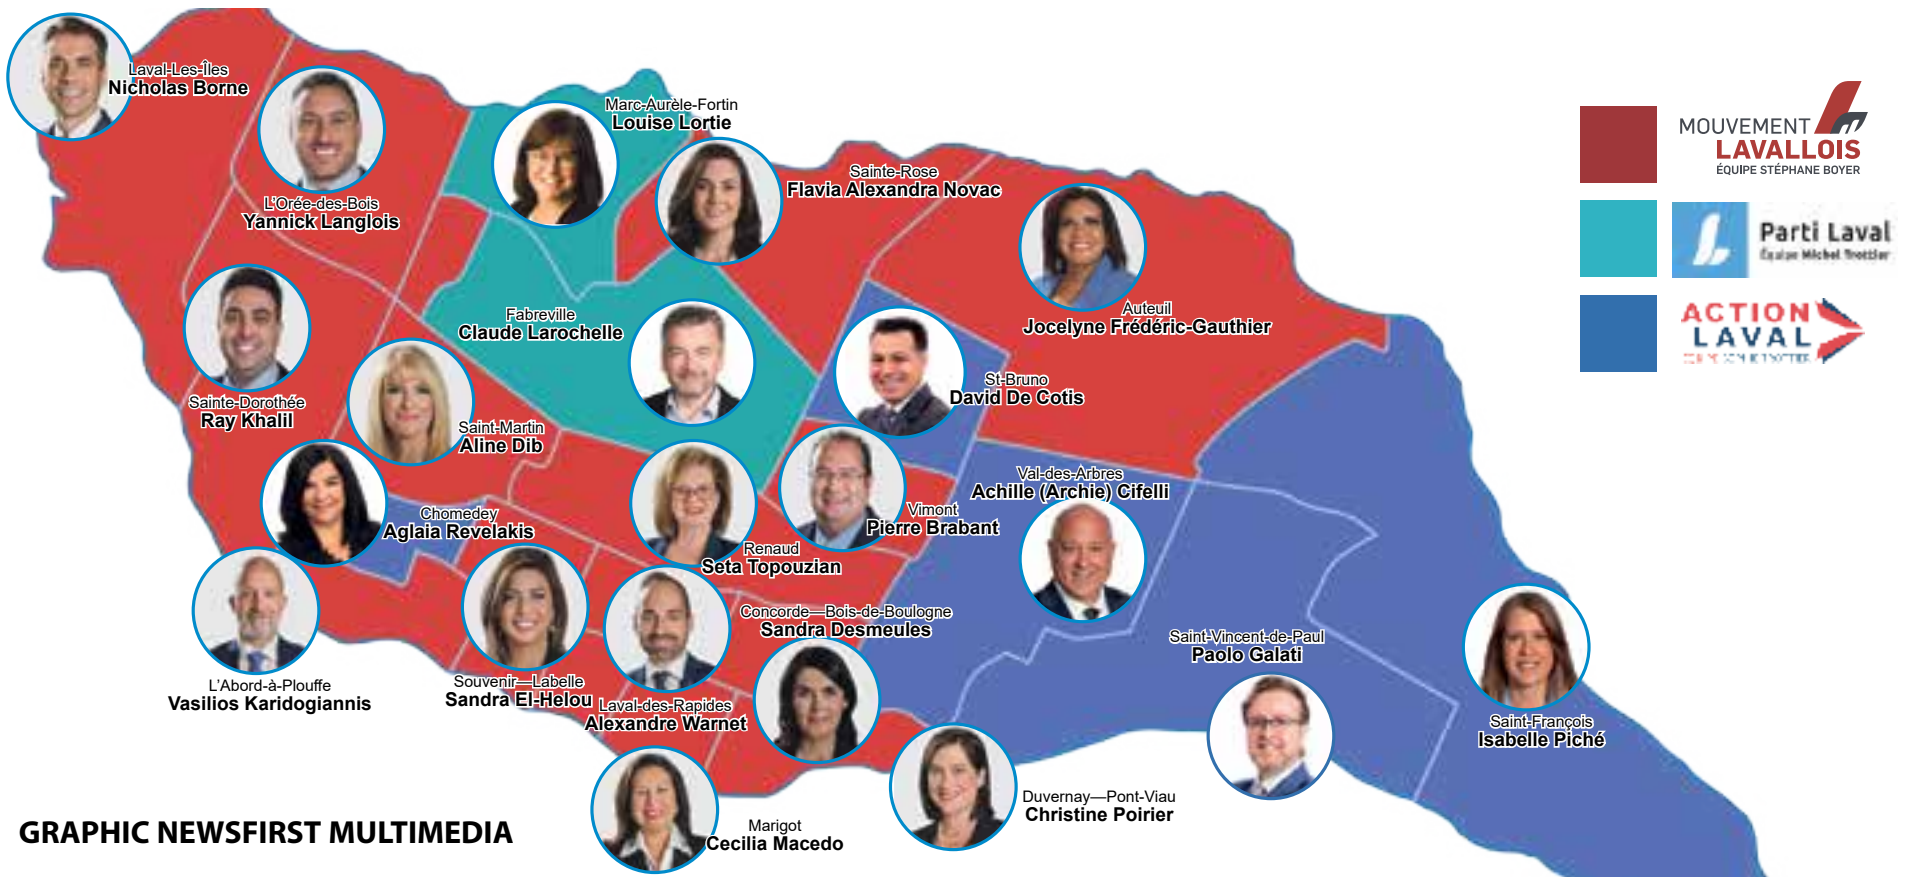 Laval-Les-Îles
Nicholas Borne
L'Orée-des-Bois
Yannick Langlois
Marc-Aurèle-Fortin
Louise Lortie
Sainte-Rose
Flavia Alexandra Novac
Auteuil
Jocelyne Frédéric-Gauthier
Fabreville
Claude Larochelle
St-Bruno
David De Cotis
Sainte-Dorothée
Ray Khalil
Saint-Martin
Aline Dib
Chomedey
Aglaia Revelakis
Vimont
Pierre Brabant
Val-des-Arbres
Achille (Archie) Cifelli
Renaud
Seta Topouzian
Concorde—Bois-de-Boulogne
Sandra Desmeules
Saint-Vincent-de-Paul
Paolo Galati
L'Abord-à-Plouffe
Vasilios Karidogiannis
Souvenir—Labelle
Sandra El-Helou
Laval-des-Rapides
Alexandre Warnet
Saint-François
Isabelle Piché
Duvernay—Pont-Viau
Christine Poirier
Marigot
Cecilia Macedo
MOUVEMENT
LAVALLOIS
ÉQUIPE STÉPHANE BOYER
Parti Laval
Équipe Michel Trottier
ACTION
LAVAL
GRAPHIC NEWSFIRST MULTIMEDIA